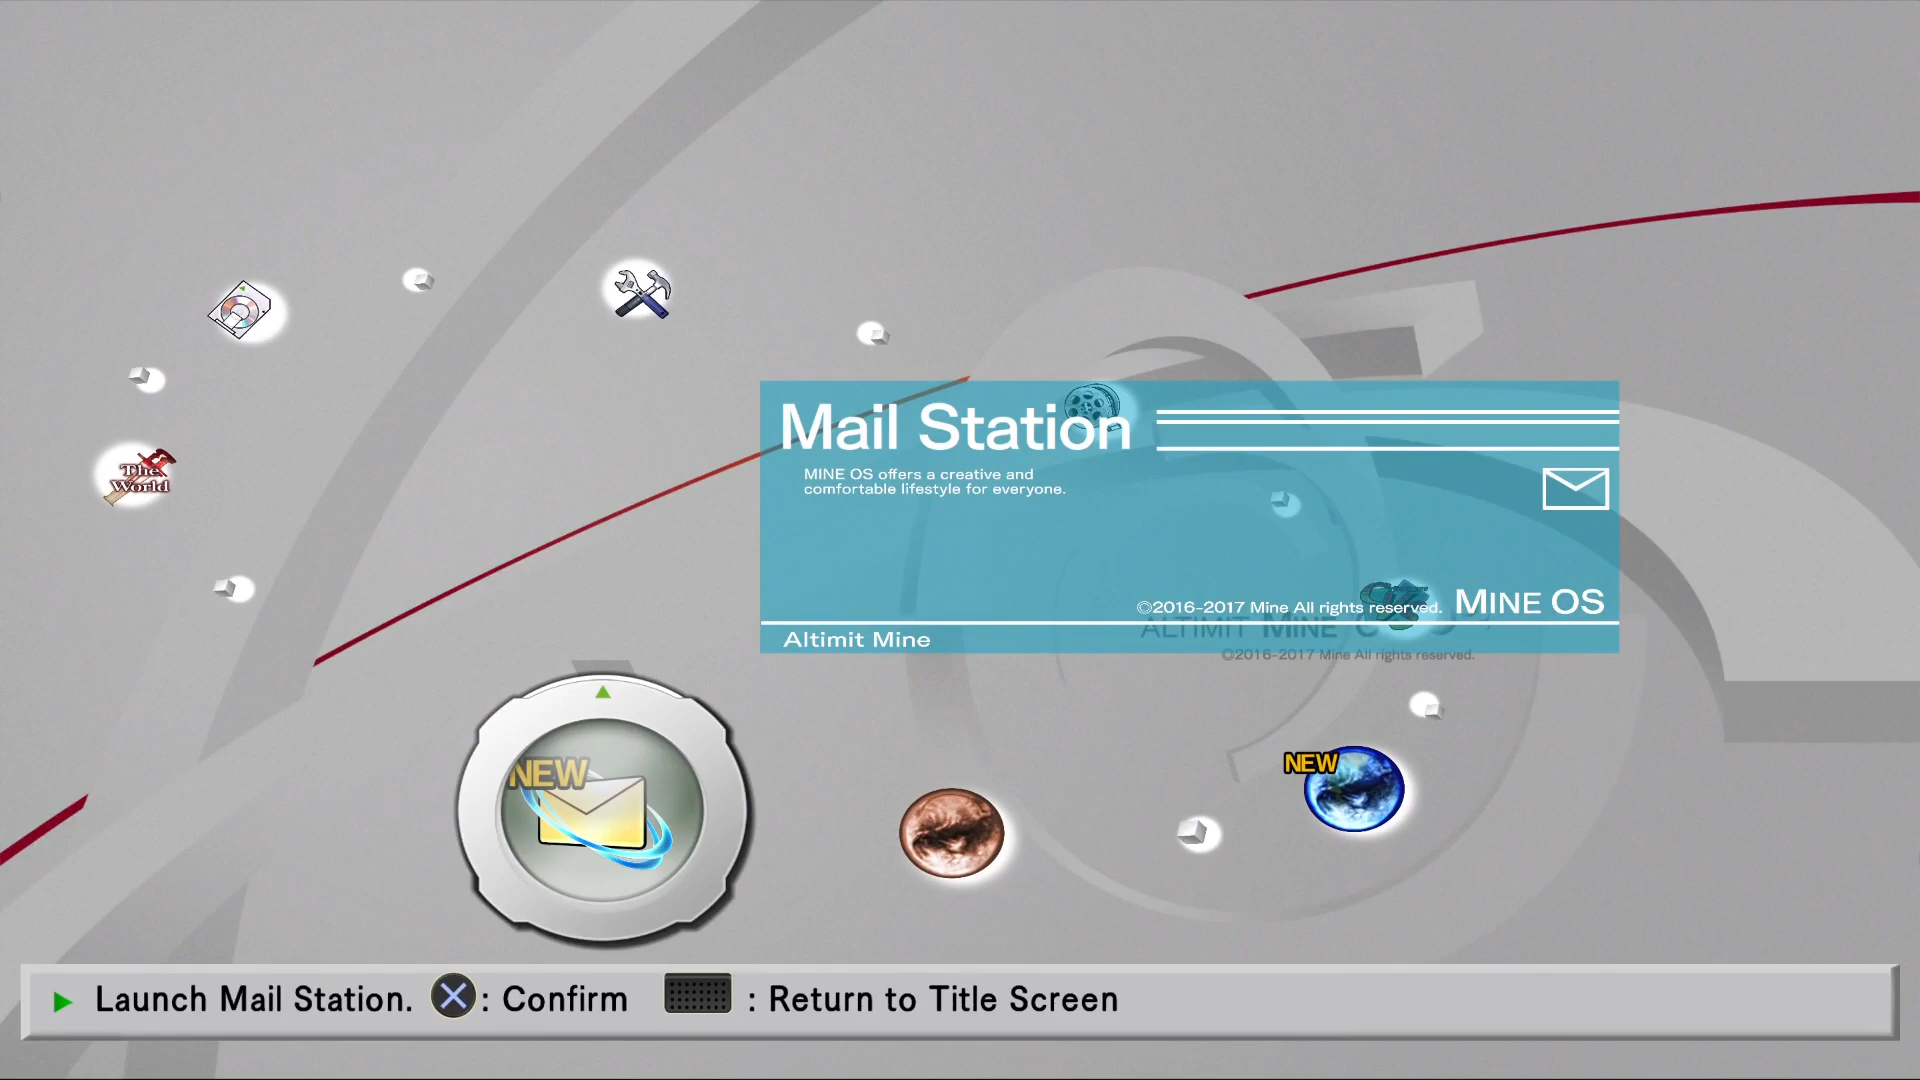 The
World
Mail Station
MINE OS offers a creative and
comfortable lifestyle for everyone.
©2016-2017 Mine All rights reserved. MINE OS
Altimit Mine
ALTIMIT MINE OS
©2016-2017 Mine All rights reserved.
NEW
NEW
Launch Mail Station. : Confirm : Return to Title Screen